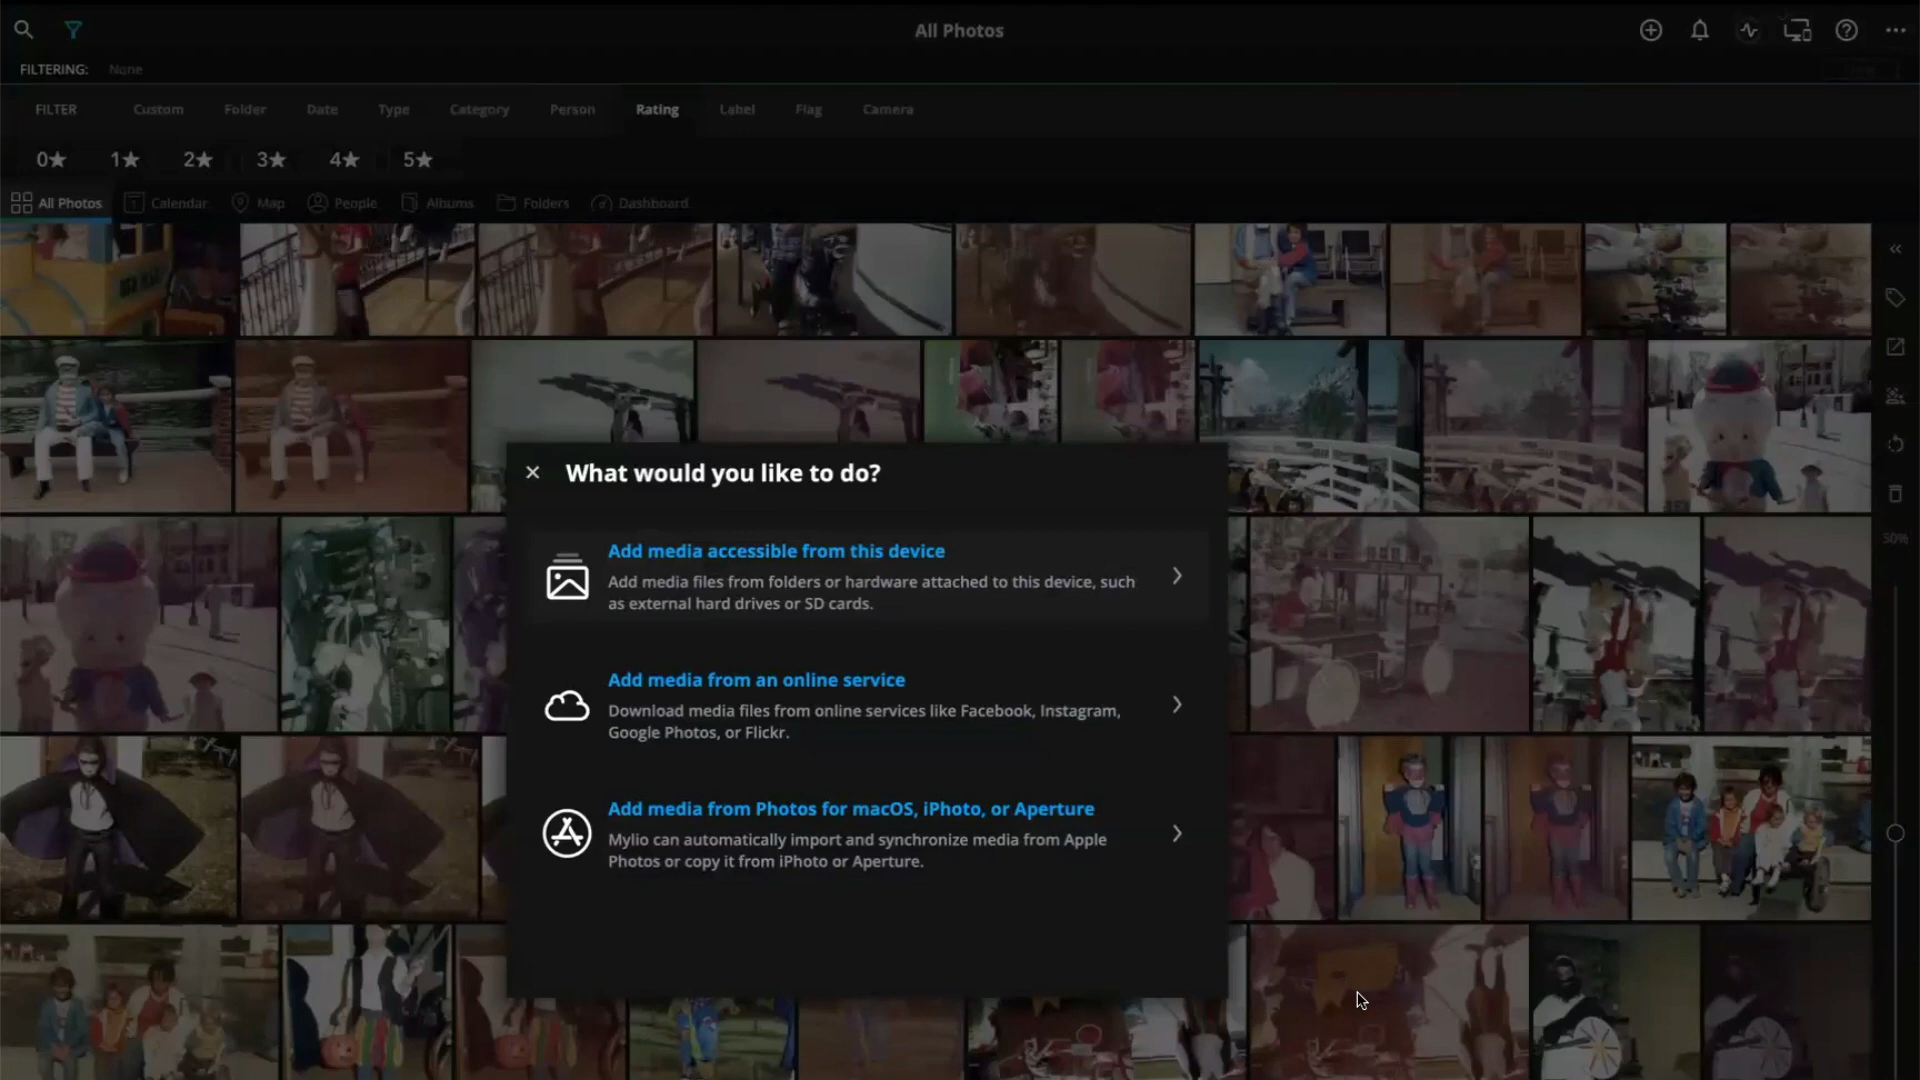 All Photos
FILTERING: None
FILTER Custom Folder Date Type Category Person Rating Label Flag Camera
0★ 1★ 2★ 3★ 4★ 5★
All Photos Calendar Map People Albums Folders Dashboard
What would you like to do?
Add media accessible from this device
Add media files from folders or hardware attached to this device, such
as external hard drives or SD cards.
50%
Add media from an online service
Download media files from online services like Facebook, Instagram,
Google Photos, or Flickr.
Add media from Photos for macOS, iPhoto, or Aperture
Mylio can automatically import and synchronize media from Apple
Photos or copy it from iPhoto or Aperture.